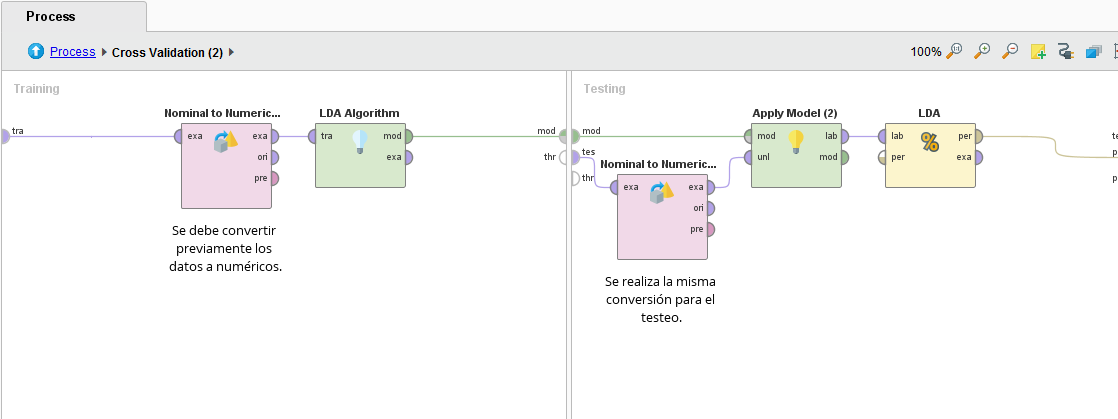 Process
Process
Cross Validation (2)
100%
Training
Testing
Nominal to Numeric...
LDA Algorithm
Apply Model (2)
LDA
tra
exa
exa
ori
pre
tra
mod
exa
mod
thr
mod
tes
thr
Nominal to Numeric...
exa
exa
ori
pre
mod
lab
unl
mod
lab
per
per
exa
te
p
p
Se debe convertir
previamente los
datos a numéricos.
Se realiza la misma
conversión para el
testeo.